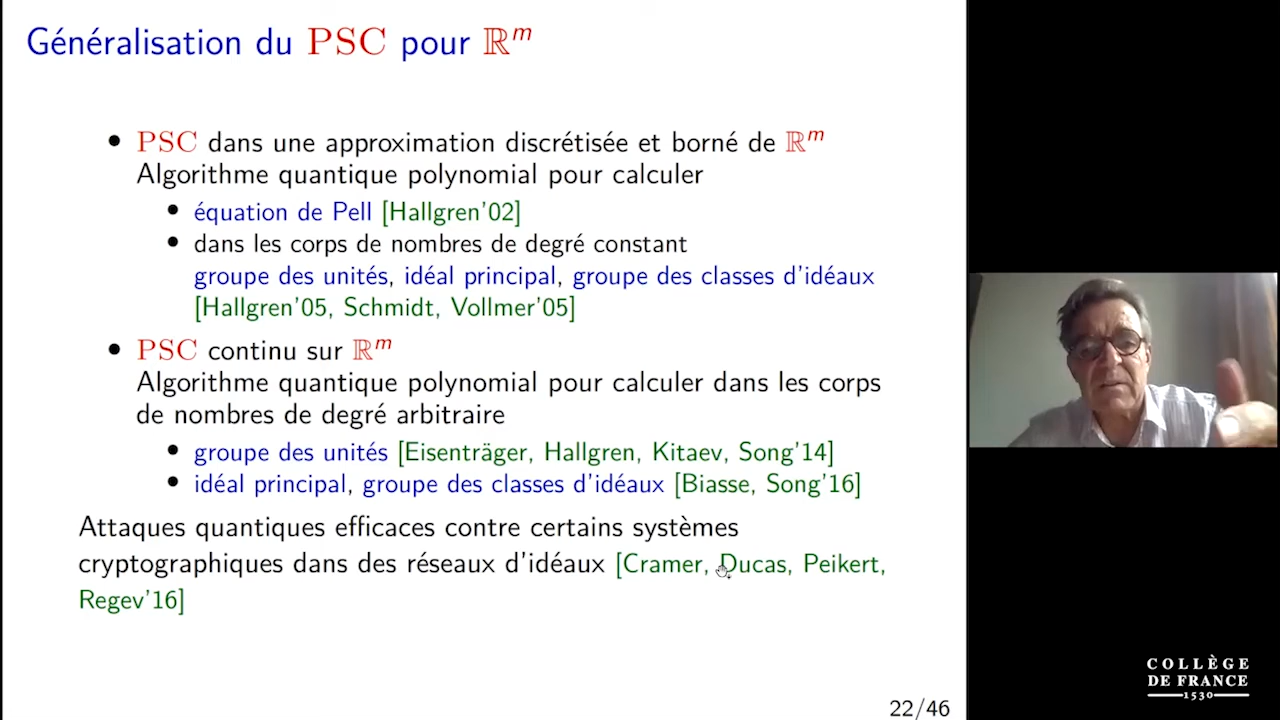 Généralisation du PSC pour ℝᵐ
• PSC dans une approximation discrétisée et borné de ℝᵐ
Algorithme quantique polynomial pour calculer
• équation de Pell [Hallgren'02]
• dans les corps de nombres de degré constant
groupe des unités, idéal principal, groupe des classes d'idéaux
[Hallgren'05, Schmidt, Vollmer'05]
• PSC continu sur ℝᵐ
Algorithme quantique polynomial pour calculer dans les corps
de nombres de degré arbitraire
• groupe des unités [Eisenträger, Hallgren, Kitaev, Song'14]
• idéal principal, groupe des classes d'idéaux [Biasse, Song'16]
Attaques quantiques efficaces contre certains systèmes
cryptographiques dans des réseaux d'idéaux [Cramer, Ducas, Peikert,
Regev'16]
22/46
COLLÈGE
DE FRANCE
1530